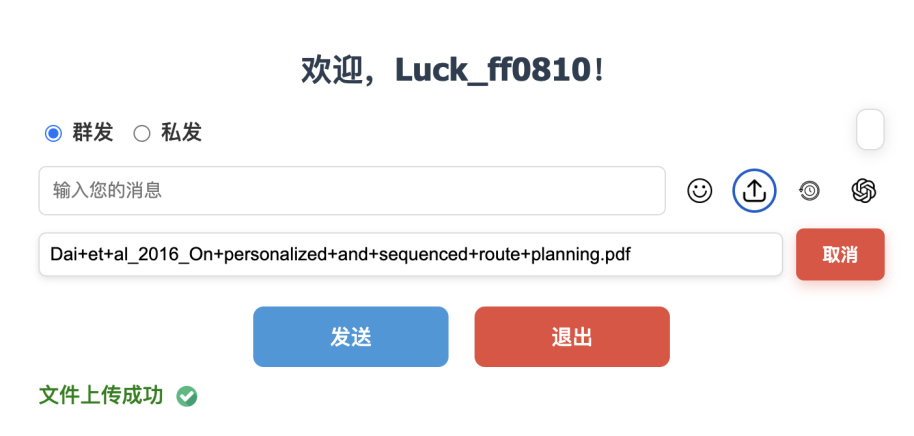 欢迎，Luck_ff0810！
群发 私发
输入您的消息
Dai+et+al_2016_On+personalized+and+sequenced+route+planning.pdf 取消
发送 退出
文件上传成功